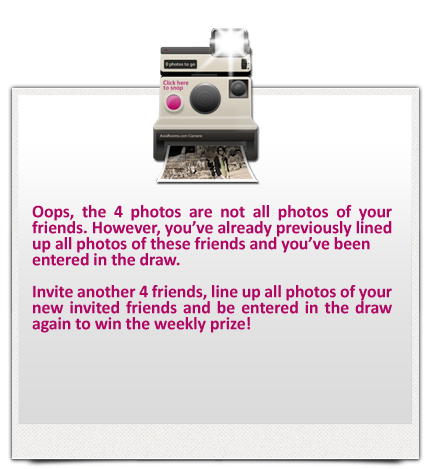 0 photos to go
Click here
to snap
AsiaRooms.com Camera
Oops, the 4 photos are not all photos of your
friends. However, you've already previously lined
up all photos of these friends and you've been
entered in the draw.
Invite another 4 friends, line up all photos of your
new invited friends and be entered in the draw
again to win the weekly prize!